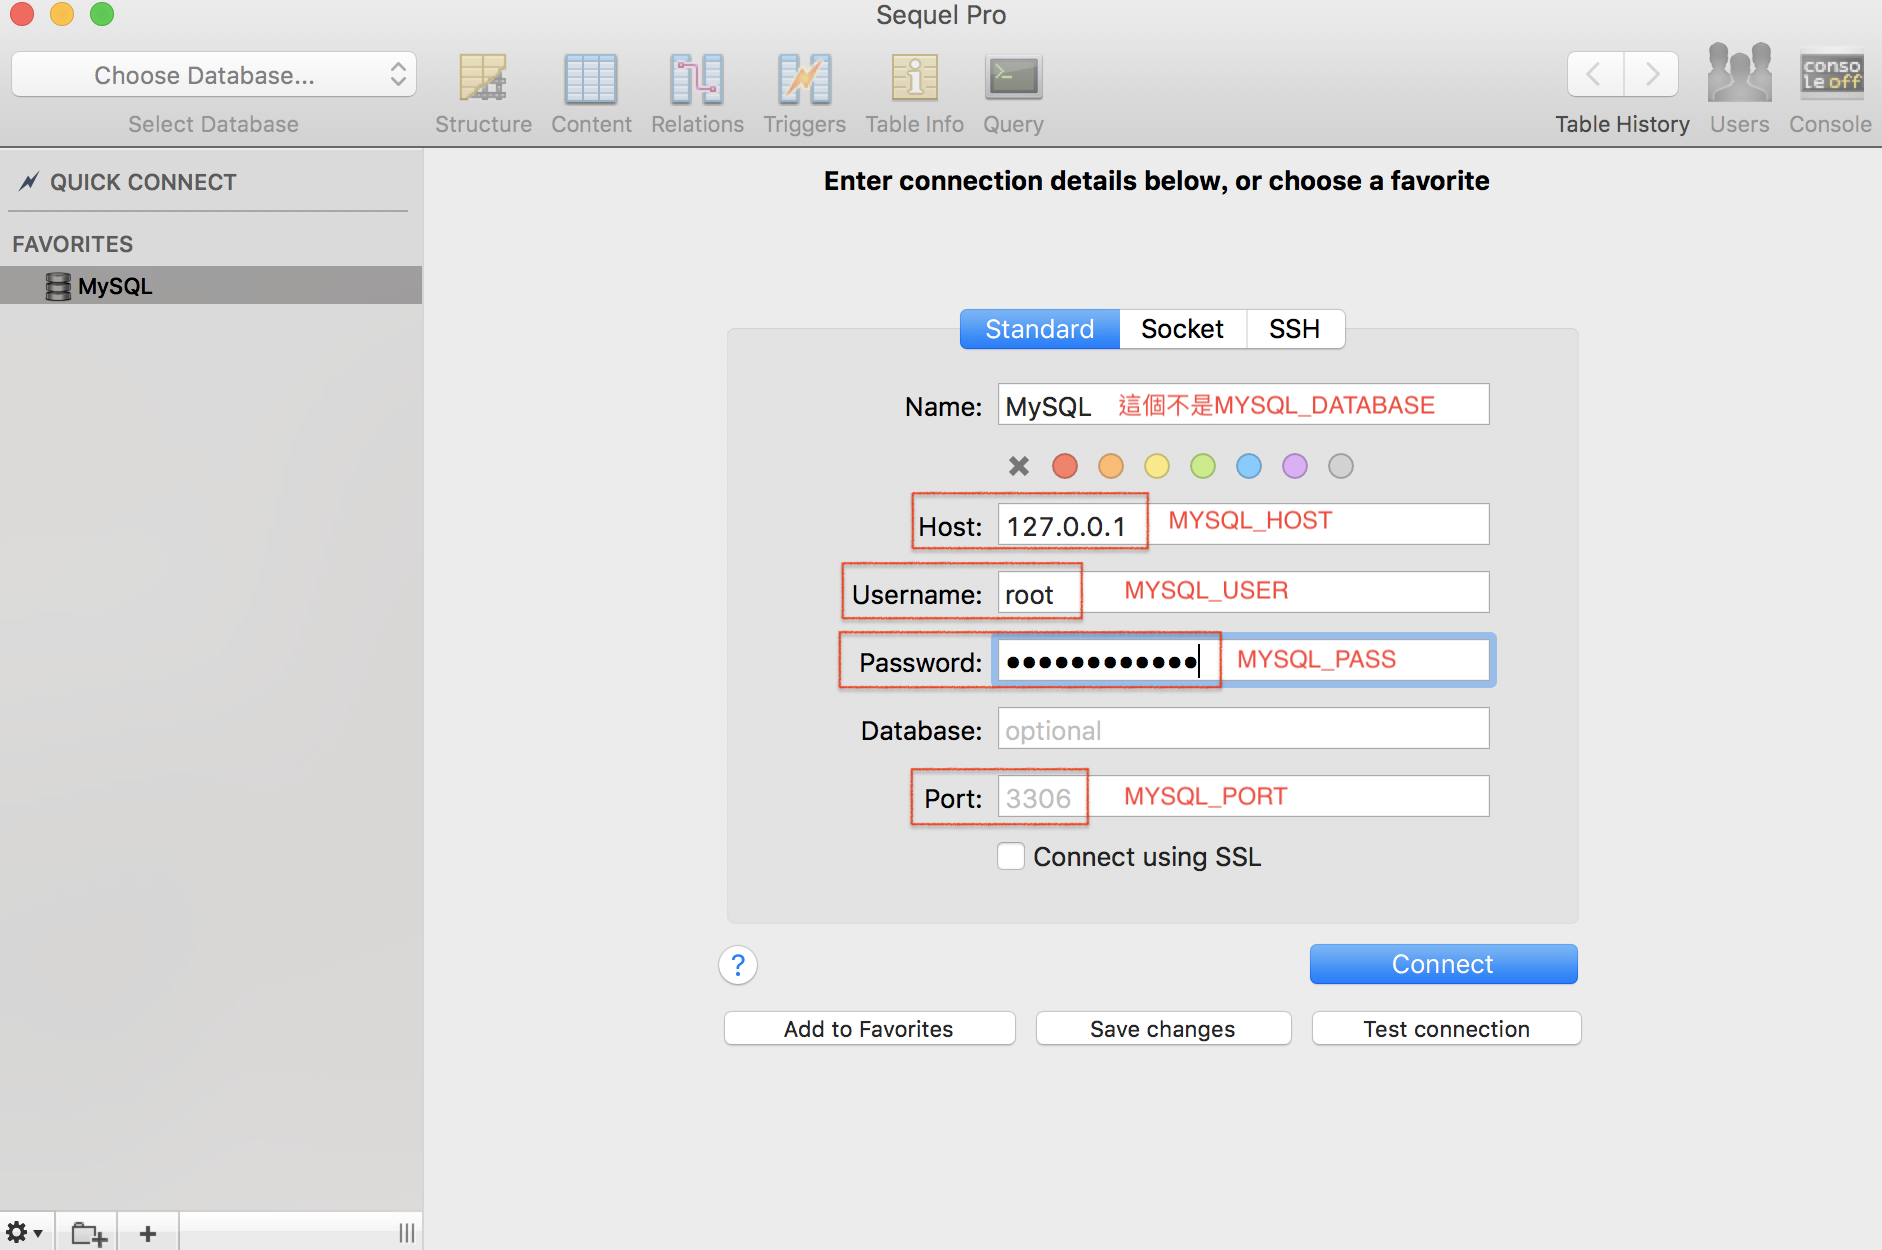 Sequel Pro
Choose Database...
Select Database
Structure
Content
Relations
Triggers
Table Info
Query
Table History
Users
conso
le off
Console
QUICK CONNECT
FAVORITES
MySQL
Enter connection details below, or choose a favorite
Standard
Socket
SSH
Name: MySQL 這個不是MYSQL_DATABASE
Host: 127.0.0.1 MYSQL_HOST
Username: root MYSQL_USER
Password: •••••••••••• MYSQL_PASS
Database: optional
Port: 3306 MYSQL_PORT
Connect using SSL
?
Connect
Add to Favorites
Save changes
Test connection